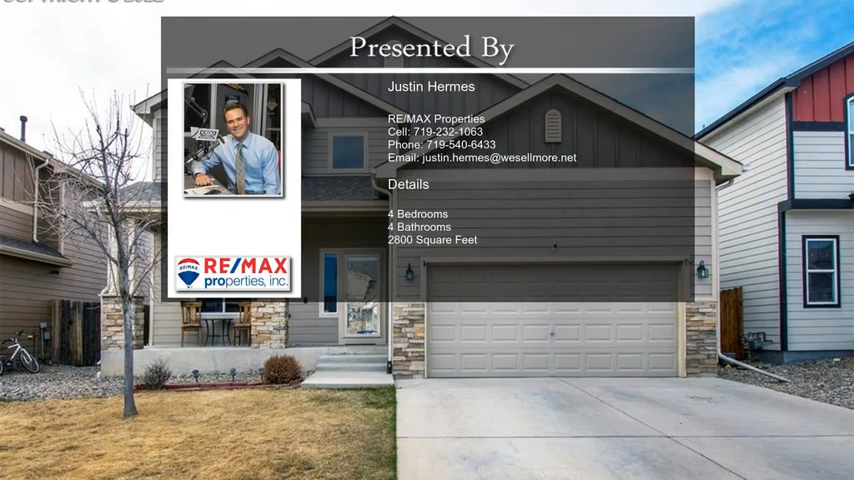 Presented By
Justin Hermes
RE/MAX Properties
Cell: 719-232-1063
Phone: 719-540-6433
Email: justin.hermes@wesellmore.net
Details
4 Bedrooms
4 Bathrooms
2800 Square Feet
RE/MAX
properties, inc.